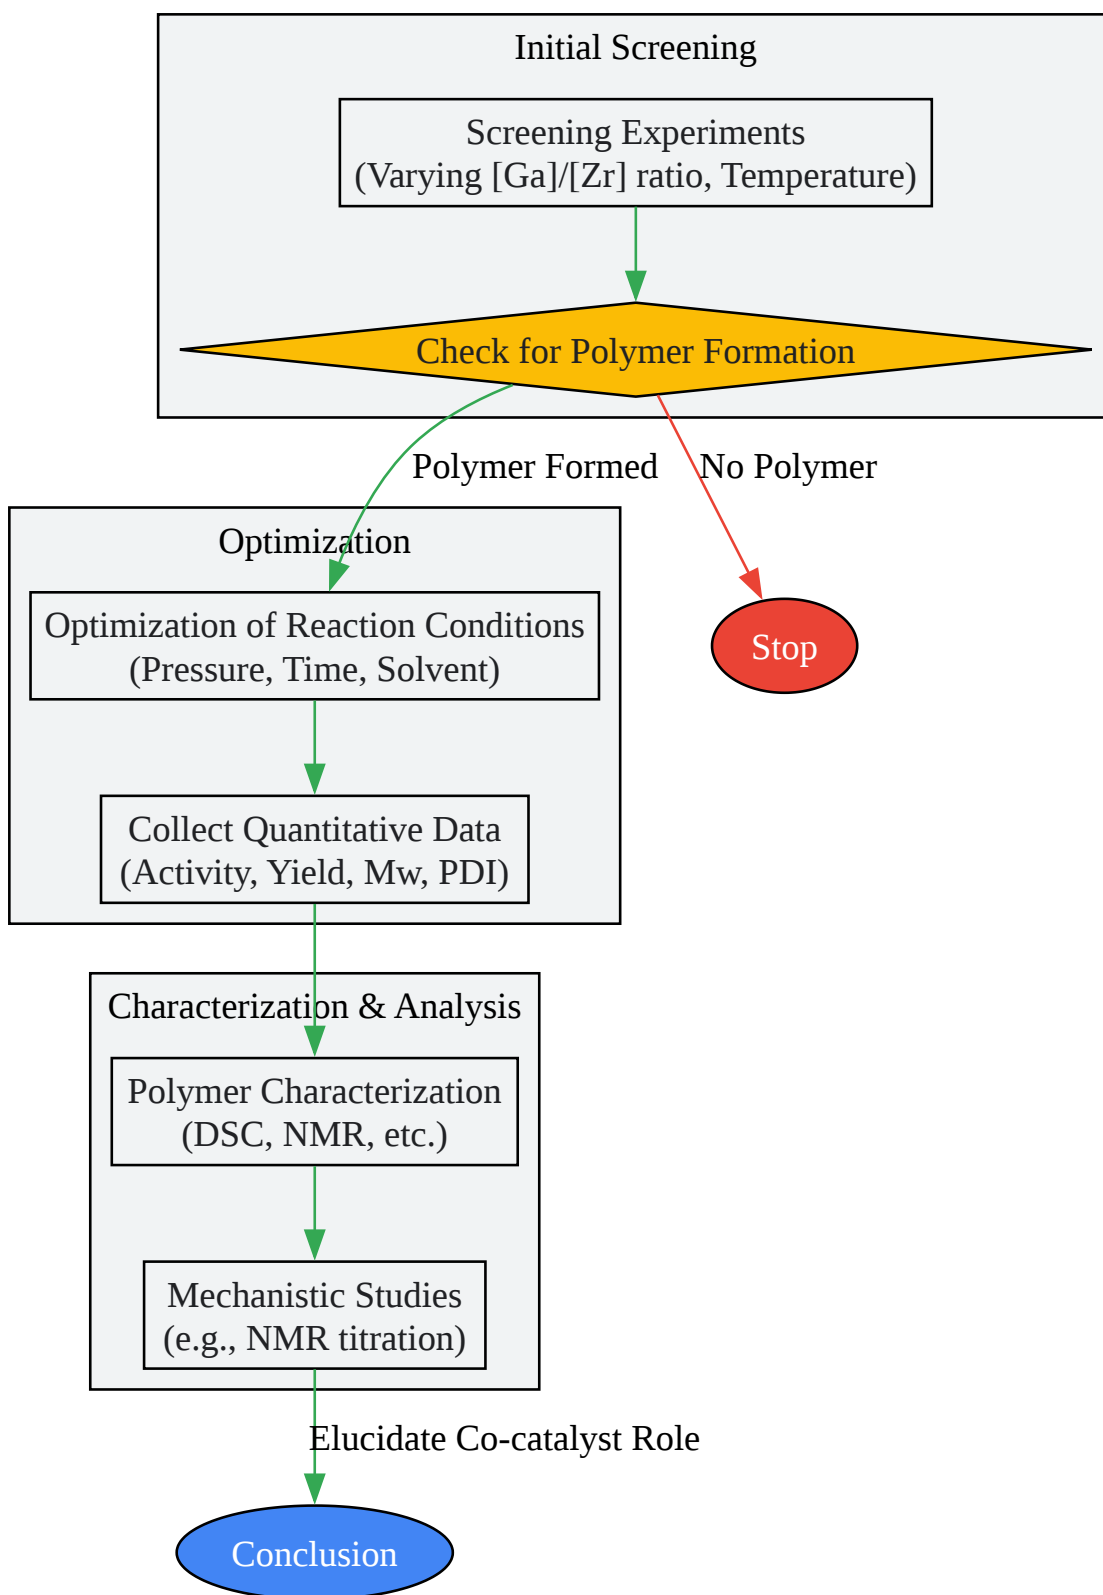 Initial Screening
Screening Experiments
(Varying [Ga]/[Zr] ratio, Temperature)
Check for Polymer Formation
Polymer Formed
No Polymer
Optimization
Optimization of Reaction Conditions
(Pressure, Time, Solvent)
Stop
Collect Quantitative Data
(Activity, Yield, Mw, PDI)
Characterization & Analysis
Polymer Characterization
(DSC, NMR, etc.)
Mechanistic Studies
(e.g., NMR titration)
Elucidate Co-catalyst Role
Conclusion